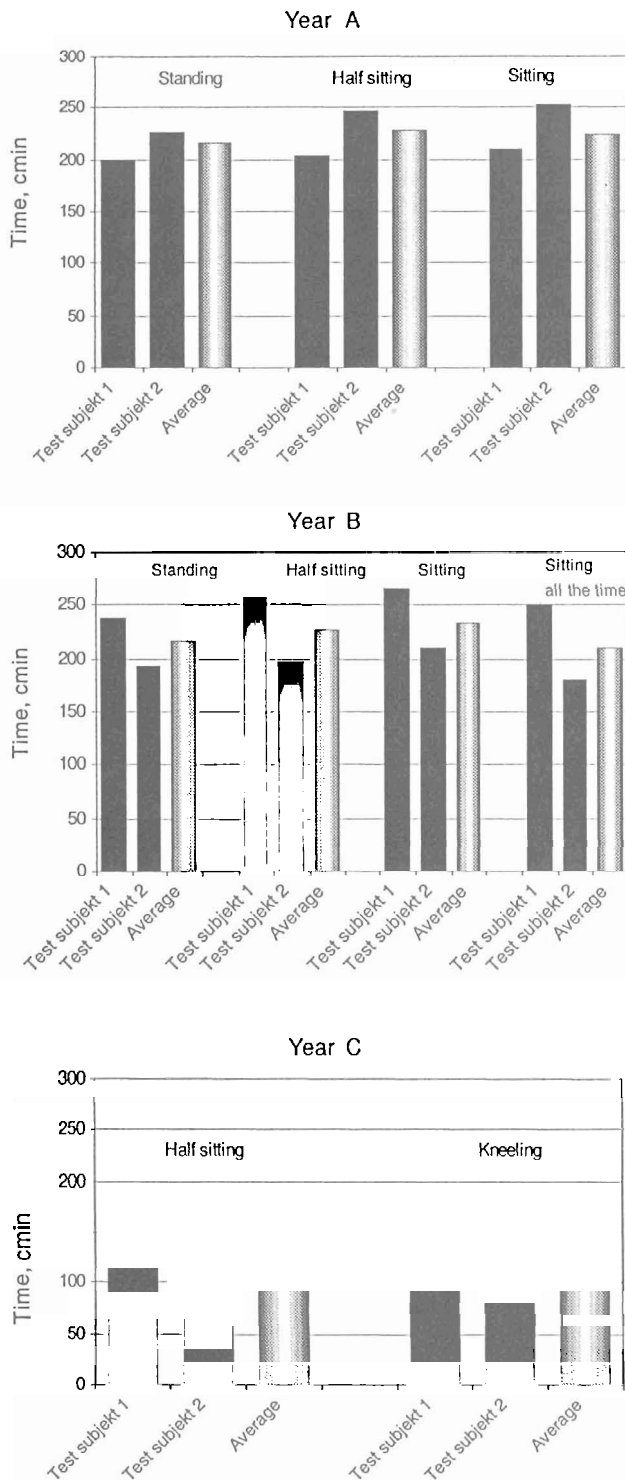 Year A
300
Standing
Half sitting
Sitting
250
200
150
100
50
0
Time, cmin
Test subjekt 1
Test subjekt 2
Average
Test subjekt 1
Test subjekt 2
Average
Test subjekt 1
Test subjekt 2
Average
Year B
300
Standing
Half sitting
Sitting
Sitting
all the time
250
200
150
100
50
0
Time, cmin
Test subjekt 1
Test subjekt 2
Average
Test subjekt 1
Test subjekt 2
Average
Test subjekt 1
Test subjekt 2
Average
Test subjekt 1
Test subjekt 2
Average
Year C
300
250
Half sitting
Kneeling
200
100
50
0
Time, cmin
Test subjekt 1
Test subjekt 2
Average
Test subjekt 1
Test subjekt 2
Average